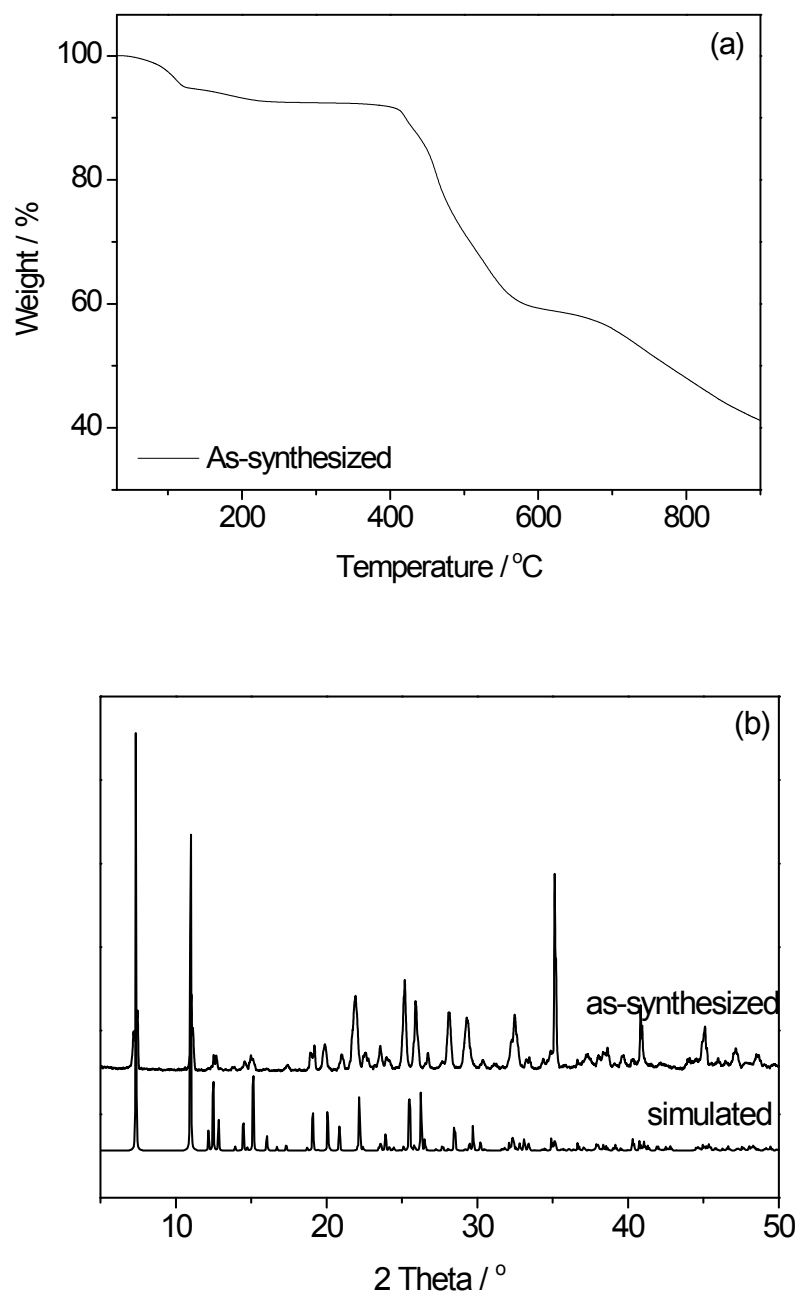 (a)
100
80
60
40
Weight / %
As-synthesized
200
400
600
800
Temperature / °C
(b)
as-synthesized
simulated
10
20
30
40
50
2 Theta / °